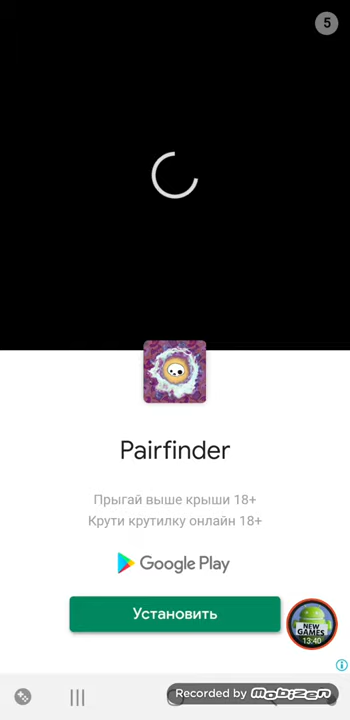 5
Pairfinder
Прыгай выше крыши 18+
Крути крутилку онлайн 18+
Google Play
Установить
NEW
GAMES
13:40
Recorded by MOBIZEN